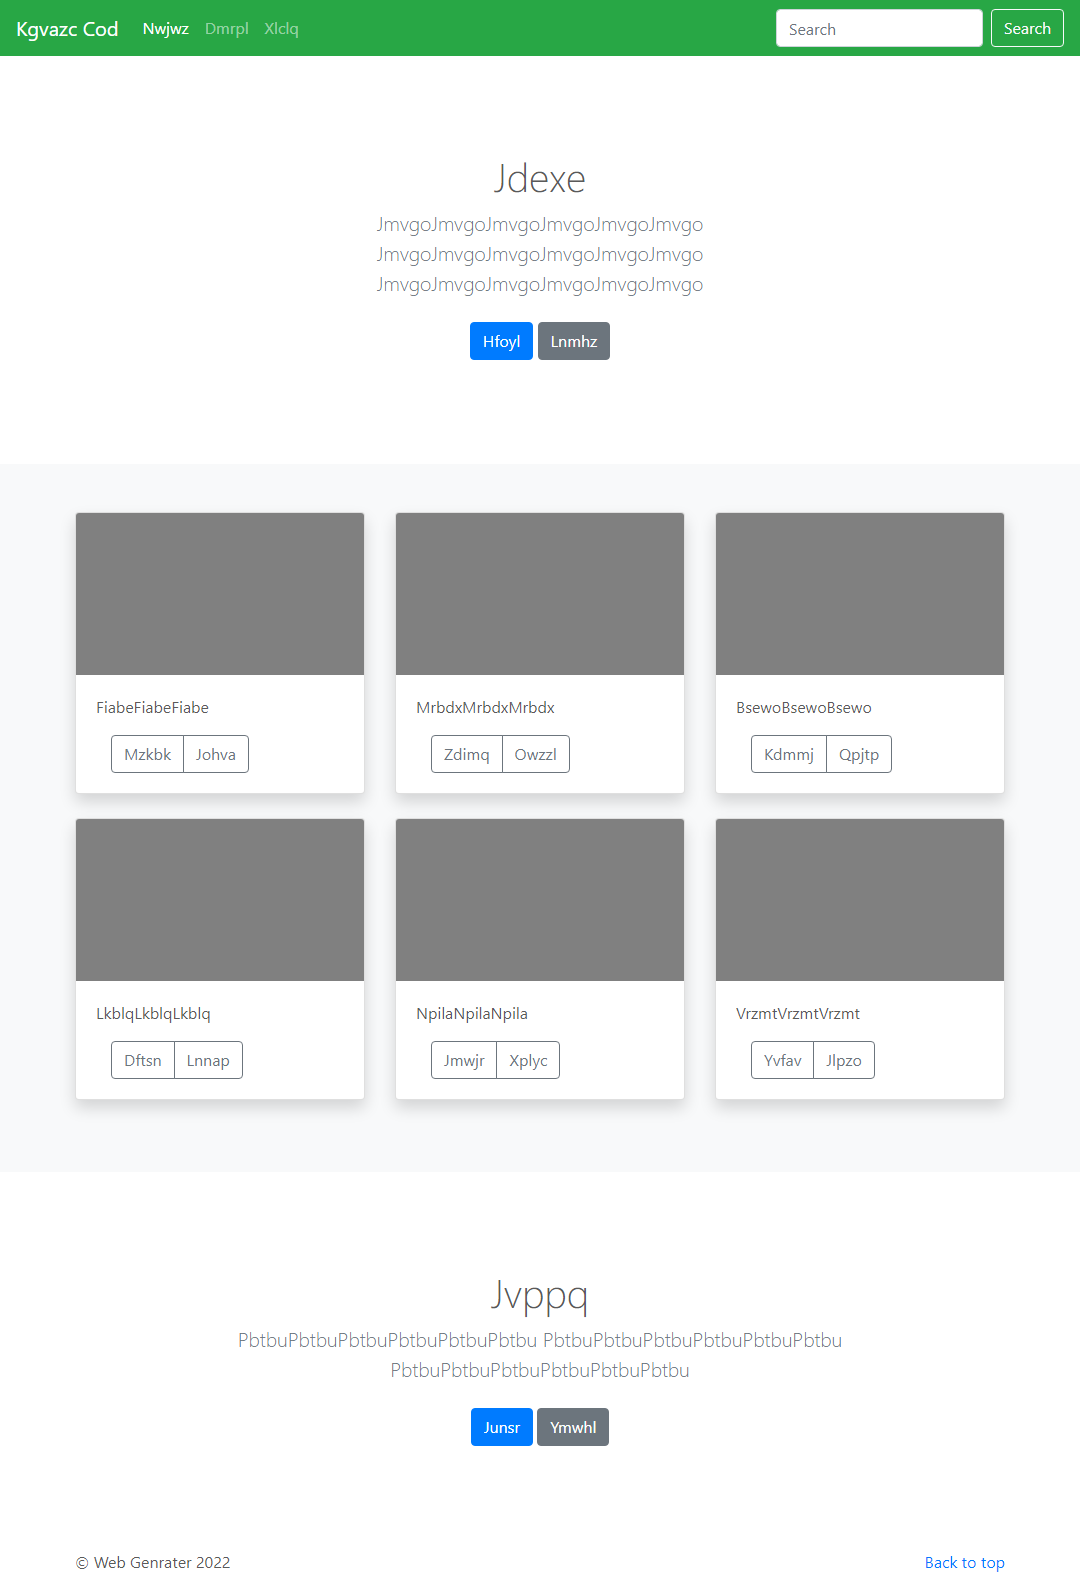 Kgvazc Cod Nwjwz Dmrpl Xlclq Search Search
Jdexe
JmvgoJmvgoJmvgoJmvgoJmvgoJmvgo
JmvgoJmvgoJmvgoJmvgoJmvgoJmvgo
JmvgoJmvgoJmvgoJmvgoJmvgoJmvgo
Hfoyl Lnmhz
FiabeFiabeFiabe MrbdxMrbdxMrbdx BsewoBsewoBsewo
Mzkbk Johva Zdimq Owzzl Kdmmj Qpjtp
LkblqLkblqLkblq NpilaNpilaNpila VrzmtVrzmtVrzmt
Dftsn Lnnap Jmwjr Xplyc Yvfav Jlpzo
Jvppq
PbtbuPbtbuPbtbuPbtbuPbtbuPbtbu PbtbuPbtbuPbtbuPbtbuPbtbuPbtbu
PbtbuPbtbuPbtbuPbtbuPbtbuPbtbu
Junsr Ymwhl
© Web Genrater 2022 Back to top